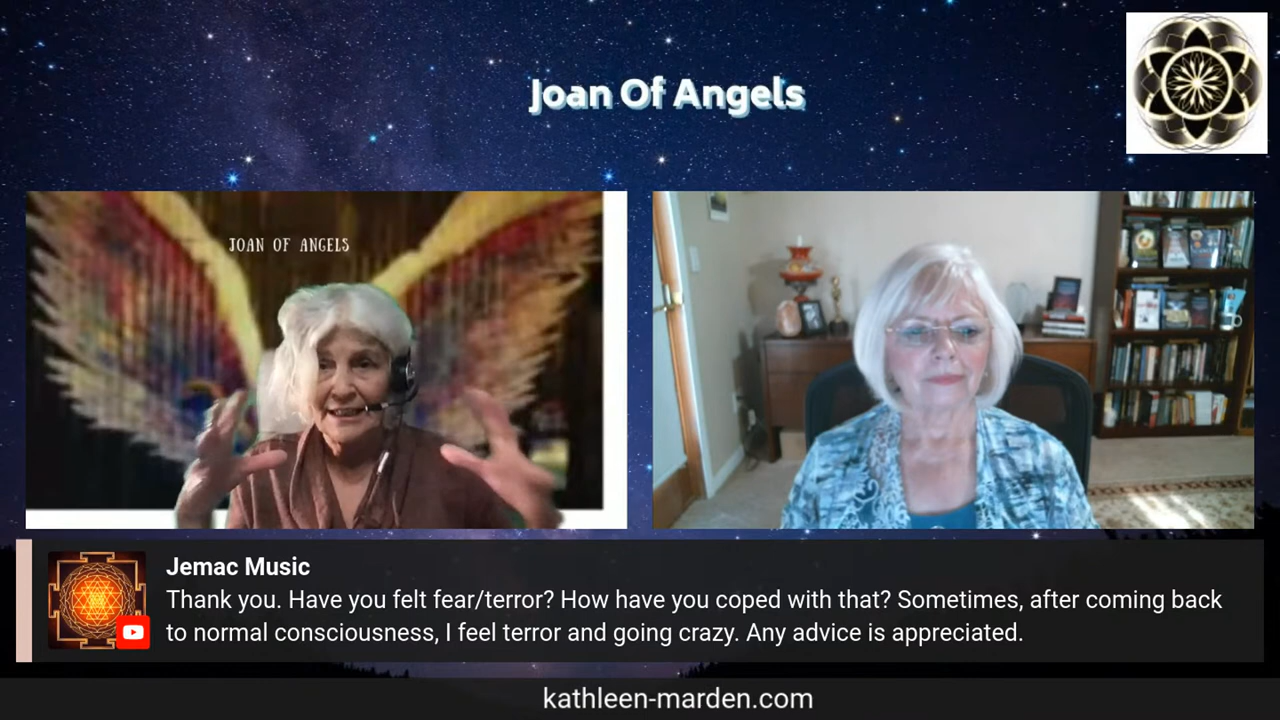 Joan Of Angels
JOAN OF ANGELS
Jemac Music
Thank you. Have you felt fear/terror? How have you coped with that? Sometimes, after coming back
to normal consciousness, I feel terror and going crazy. Any advice is appreciated.
kathleen-marden.com